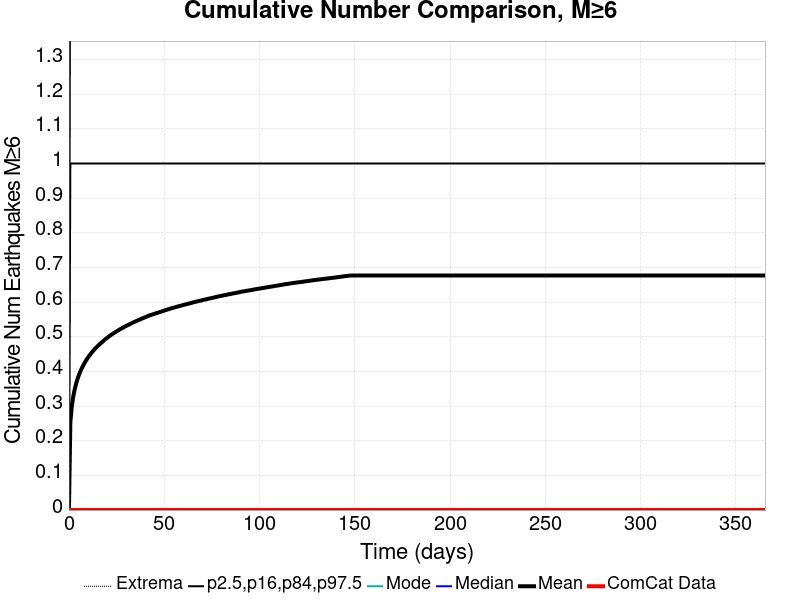 Cumulative Number Comparison, M≥6
Cumulative Num Earthquakes M≥6
1.3
1.2
1.1
1
0.9
0.8
0.7
0.6
0.5
0.4
0.3
0.2
0.1
0
0 50 100 150 200 250 300 350
Time (days)
Extrema p2.5,p16,p84,p97.5 Mode Median Mean ComCat Data